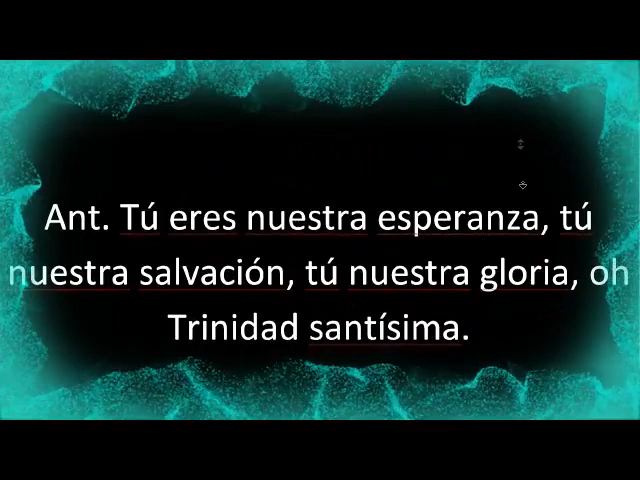 Ant. Tú eres nuestra esperanza, tú
nuestra salvación, tú nuestra gloria, oh
Trinidad santísima.